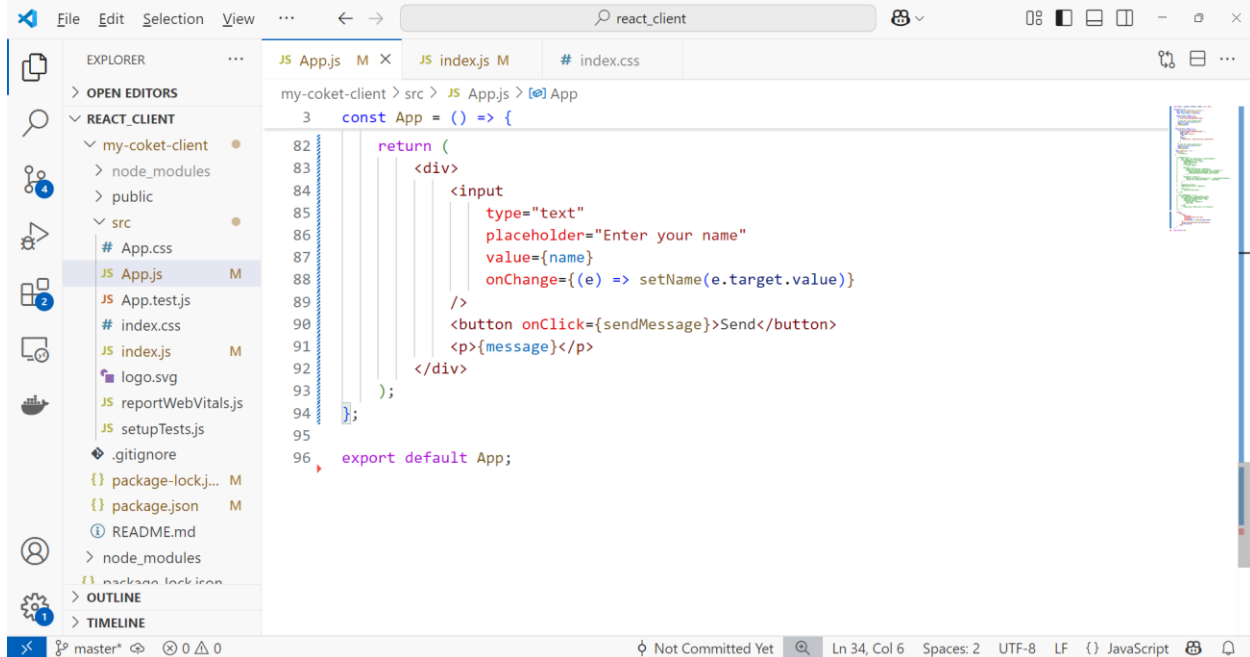 File Edit Selection View ··· react_client
EXPLORER ···
OPEN EDITORS
REACT_CLIENT
my-coket-client
node_modules
public
src
# App.css
JS App.js M
JS App.test.js
# index.css
JS index.js M
logo.svg
JS reportWebVitals.js
JS setupTests.js
.gitignore
{} package-lock.j... M
{} package.json M
README.md
node_modules
{} package-lock.json
OUTLINE
TIMELINE
4
2
1
JS App.js M
JS index.js M
# index.css
···
my-coket-client > src > JS App.js > App
3 const App = () => {
82 return (
83 <div>
84 <input
85 type="text"
86 placeholder="Enter your name"
87 value={name}
88 onChange={(e) => setName(e.target.value)}
89 />
90 <button onClick={sendMessage}>Send</button>
91 <p>{message}</p>
92 </div>
93 );
94 };
95
96 export default App;
master* 0 0 Not Committed Yet Ln 34, Col 6 Spaces: 2 UTF-8 LF {} JavaScript